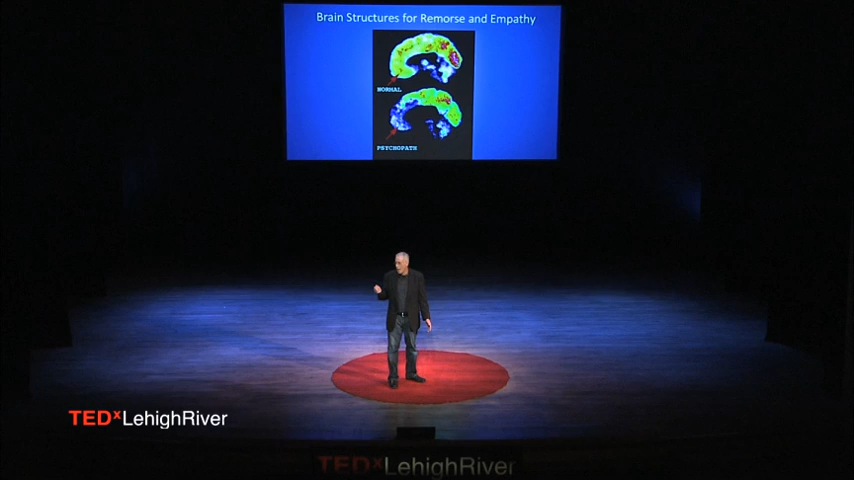 Brain Structures for Remorse and Empathy
NORMAL
PSYCHOPATH
TEDxLehighRiver
TEDxLehighRiver